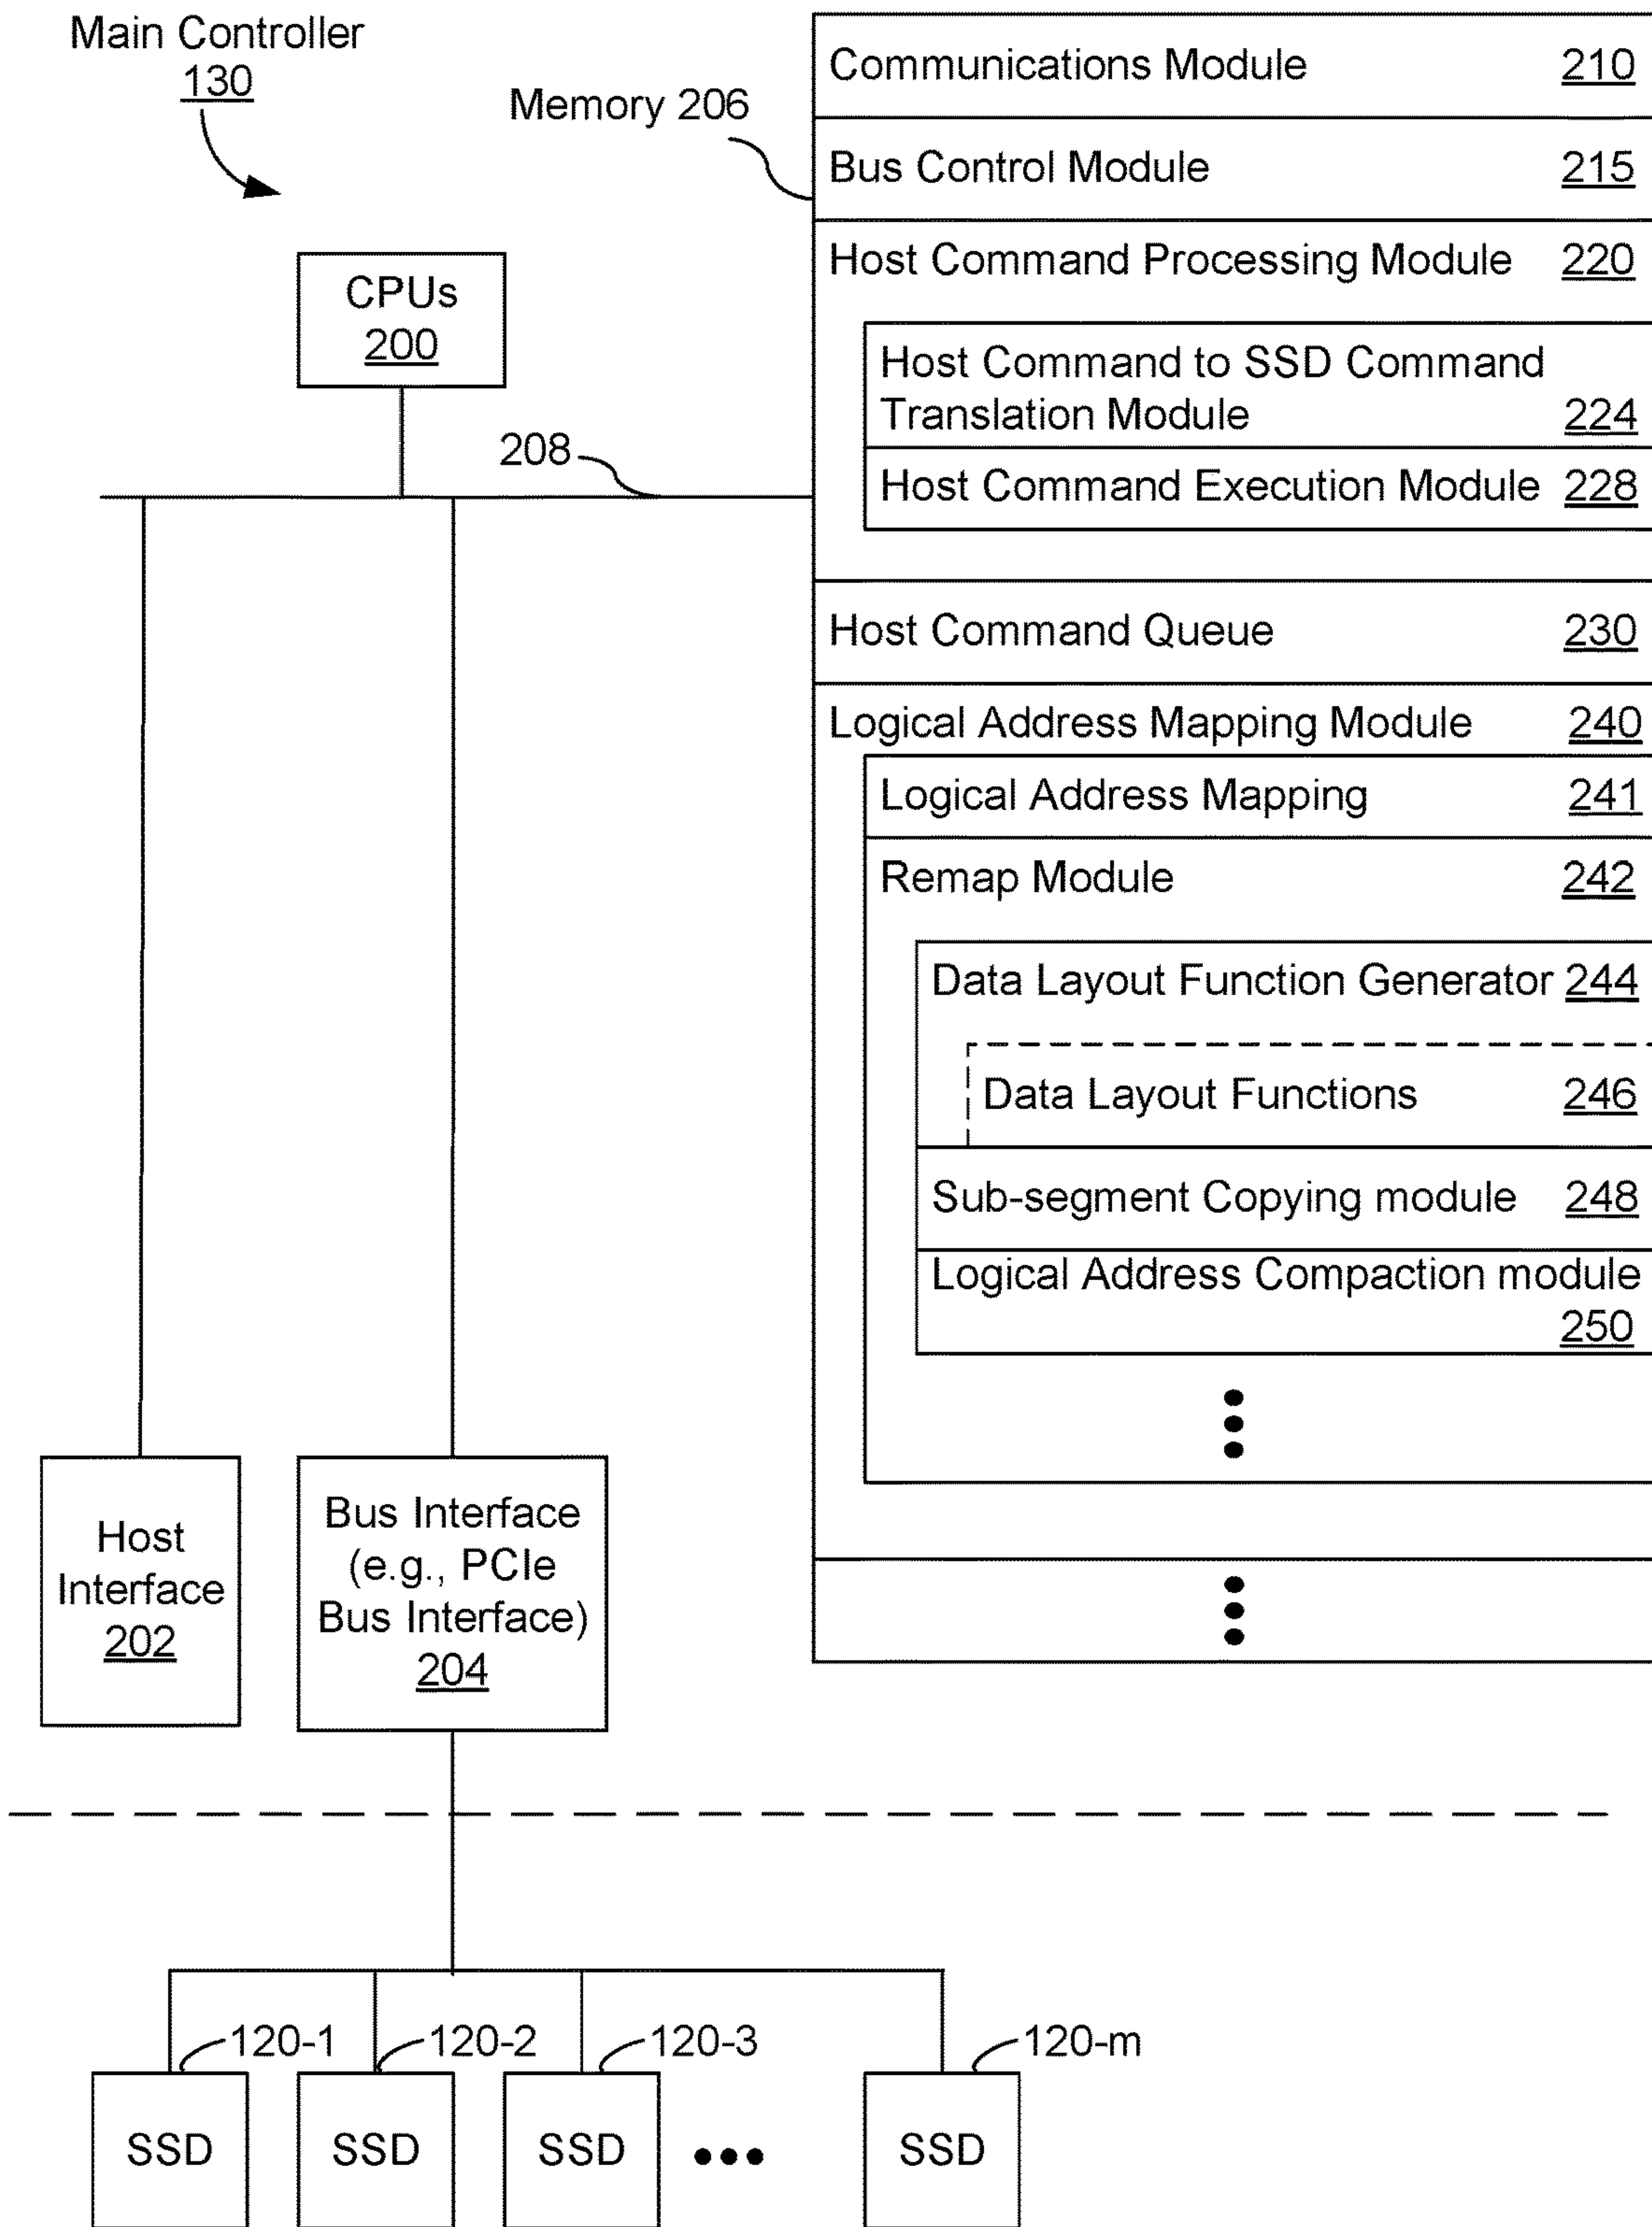 Main Controller
130
Memory 206
CPUs
200
208
Communications Module 210
Bus Control Module 215
Host Command Processing Module 220
Host Command to SSD Command
Translation Module 224
Host Command Execution Module 228
Host Command Queue 230
Logical Address Mapping Module 240
Logical Address Mapping 241
Remap Module 242
Data Layout Function Generator 244
Data Layout Functions 246
Sub-segment Copying module 248
Logical Address Compaction module
250
Host
Interface
202
Bus Interface
(e.g., PCIe
Bus Interface)
204
120-1
120-2
120-3
120-m
SSD
SSD
SSD
SSD